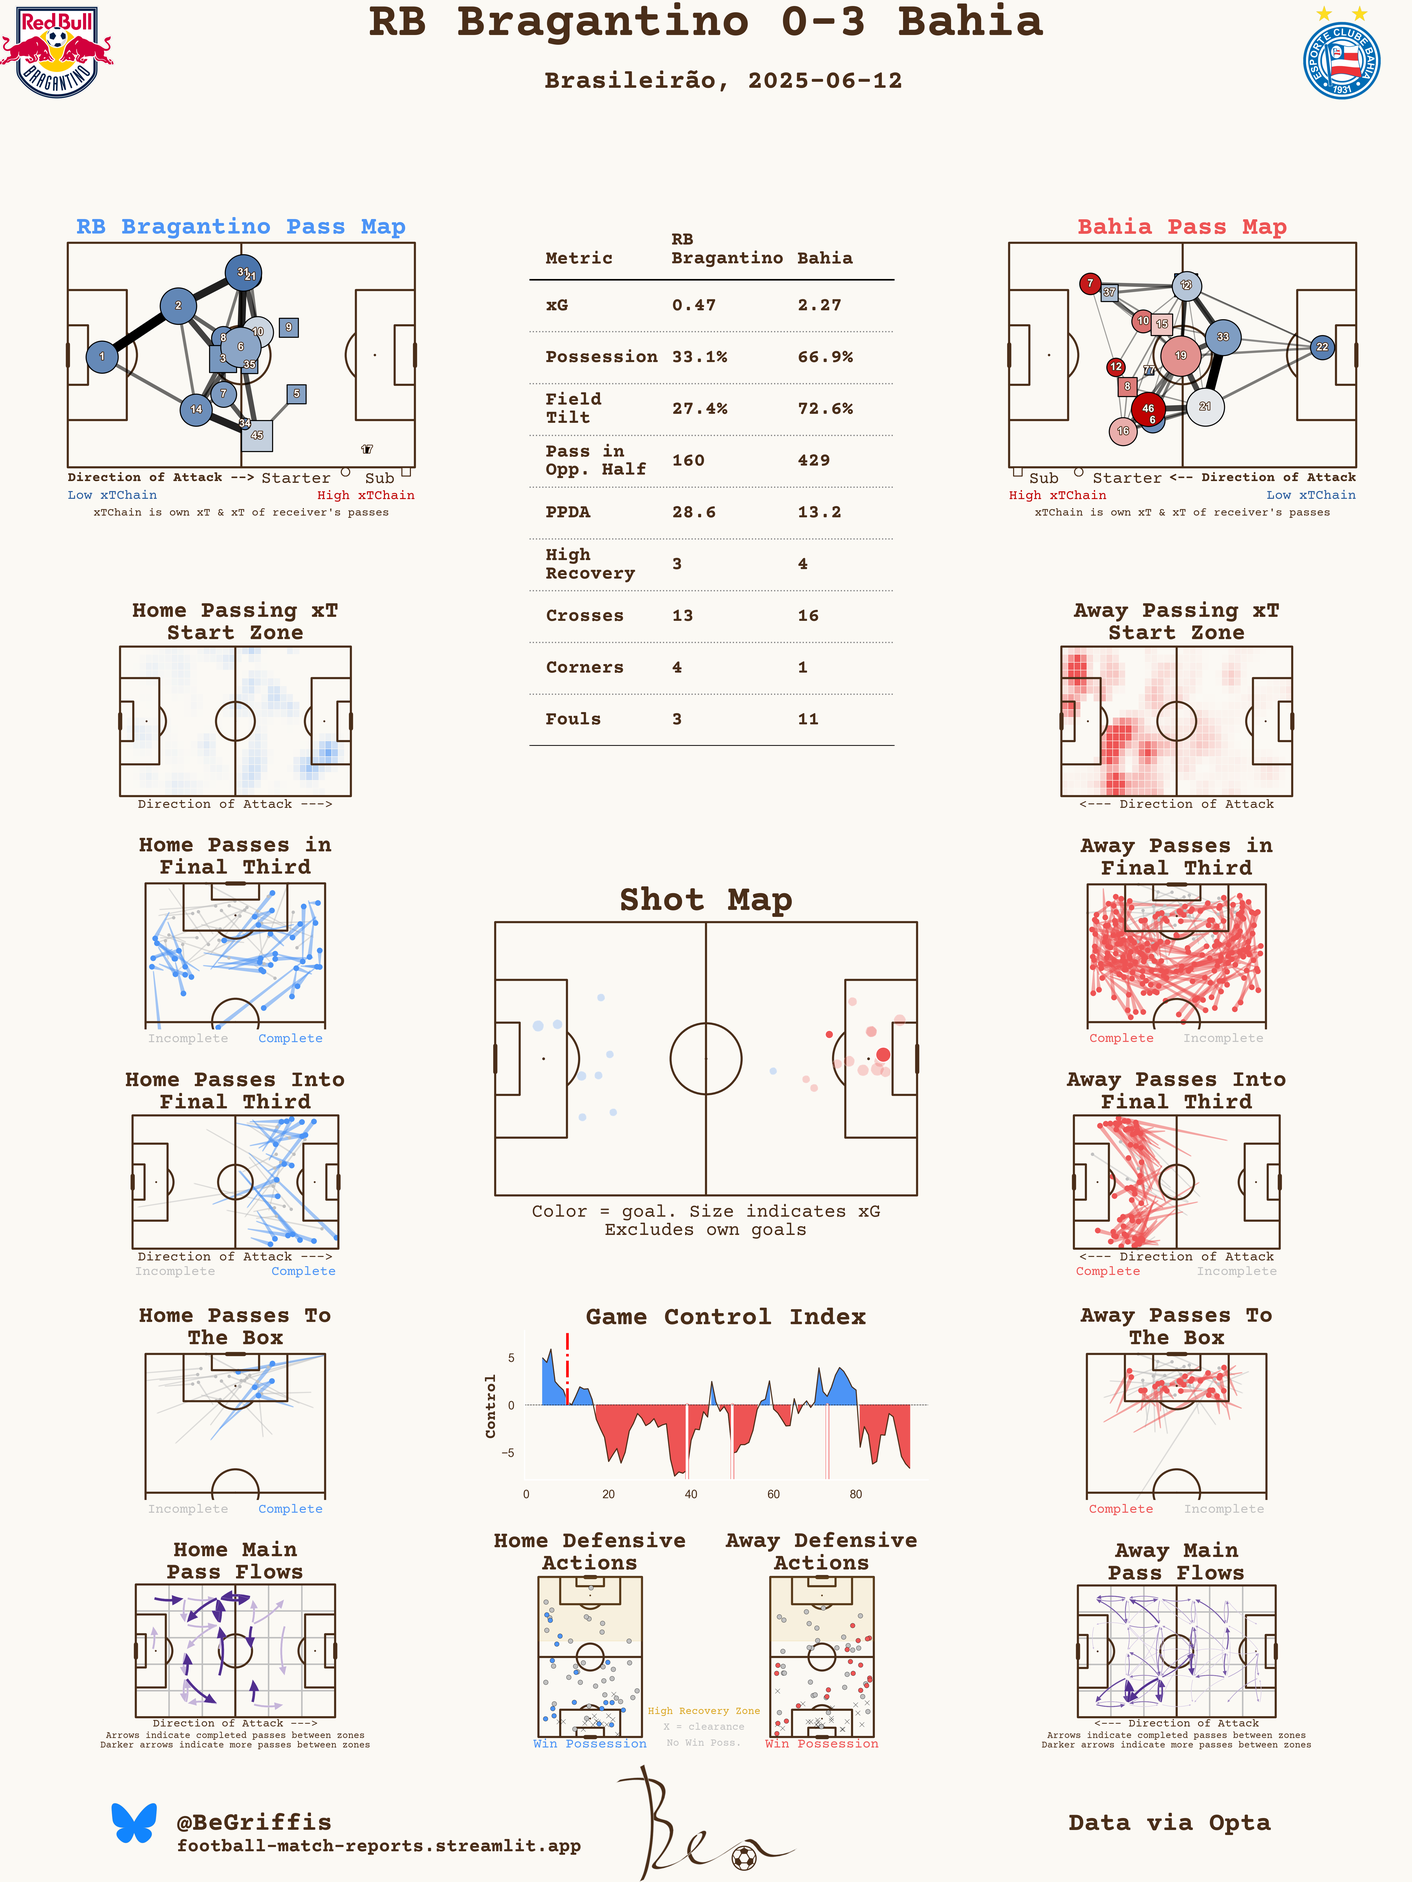 RB Bragantino 0-3 Bahia
Brasileirão, 2025-06-12
Red Bull
BRAGANTINO
ESPORTE CLUBE BAHIA
1931
RB Bragantino Pass Map
31
21
2
10
9
8
6
1
3
35
7
5
14
34
45
17
Direction of Attack --> Starter Sub
Low xTChain High xTChain
xTChain is own xT & xT of receiver's passes
Metric RB Bragantino Bahia
xG 0.47 2.27
Possession 33.1% 66.9%
Field Tilt 27.4% 72.6%
Pass in Opp. Half 160 429
PPDA 28.6 13.2
High Recovery 3 4
Crosses 13 16
Corners 4 1
Fouls 3 11
Bahia Pass Map
7
37
10
15
33
22
19
12
77
8
46
6
21
16
Sub Starter <-- Direction of Attack
High xTChain Low xTChain
xTChain is own xT & xT of receiver's passes
Home Passing xT
Start Zone
Direction of Attack --->
Away Passing xT
Start Zone
<--- Direction of Attack
Home Passes in
Final Third
Incomplete Complete
Away Passes in
Final Third
Complete Incomplete
Shot Map
Color = goal. Size indicates xG
Excludes own goals
Home Passes Into
Final Third
Direction of Attack --->
Incomplete Complete
Away Passes Into
Final Third
<--- Direction of Attack
Complete Incomplete
Home Passes To
The Box
Incomplete Complete
Game Control Index
Control
5
0
−5
0 20 40 60 80
Away Passes To
The Box
Complete Incomplete
Home Main
Pass Flows
Direction of Attack --->
Arrows indicate completed passes between zones
Darker arrows indicate more passes between zones
Home Defensive
Actions
Win Possession
Away Defensive
Actions
Win Possession
High Recovery Zone
X = clearance
No Win Poss.
Away Main
Pass Flows
<--- Direction of Attack
Arrows indicate completed passes between zones
Darker arrows indicate more passes between zones
@BeGriffis
football-match-reports.streamlit.app
Ben
Data via Opta